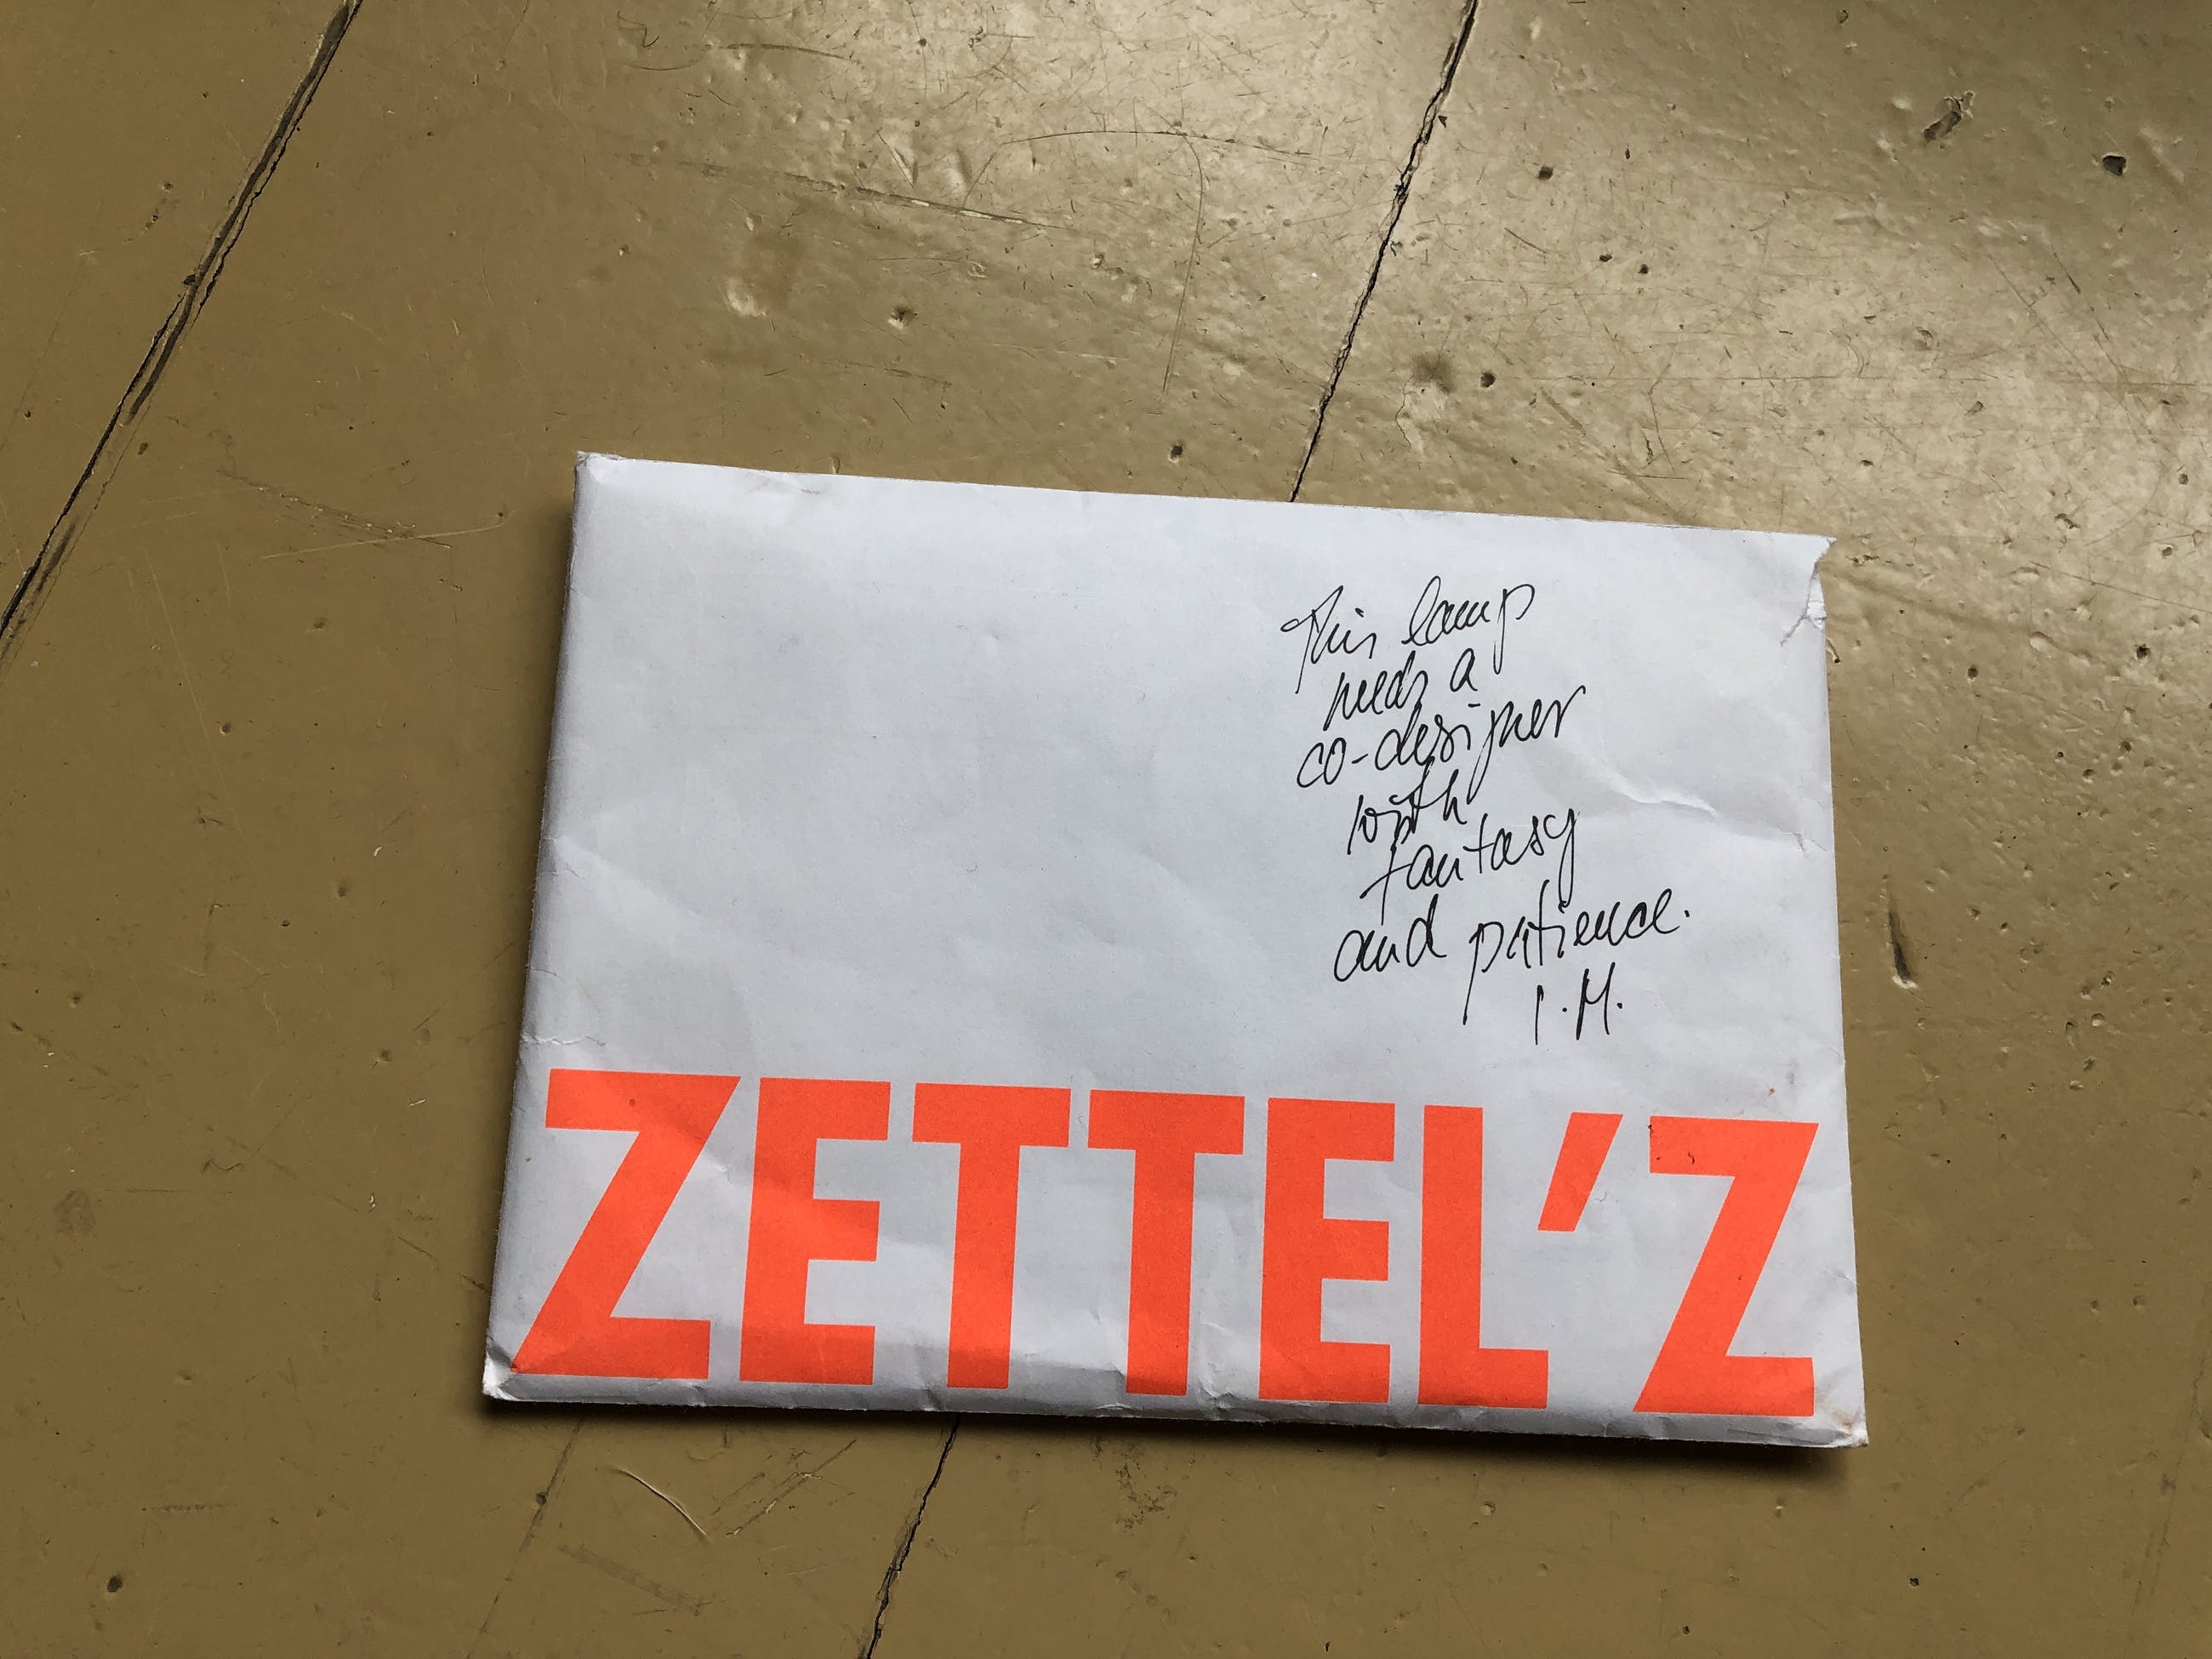 This lamp
needs a
co-designer
with
fantasy
and patience.
I.M.
ZETTEL'Z